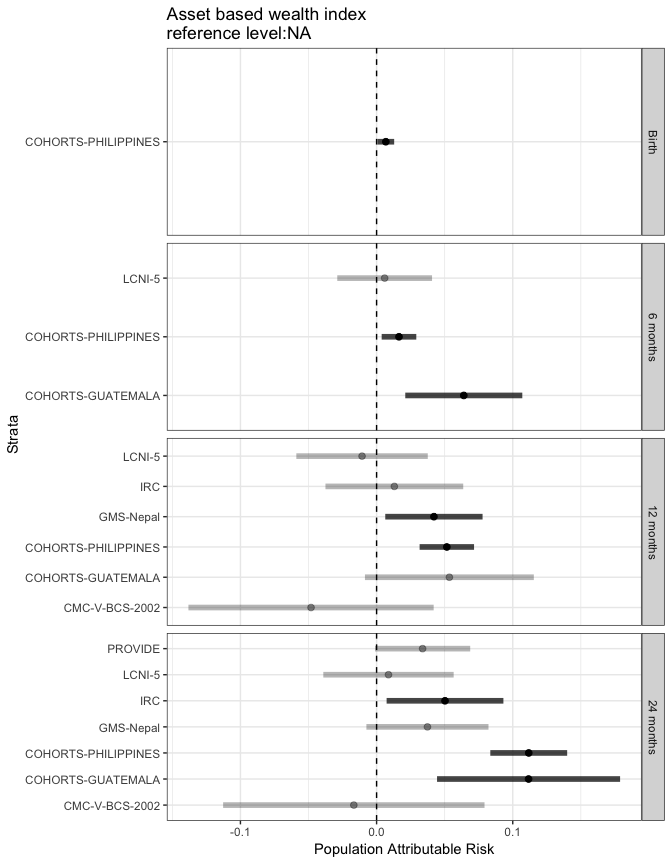 Asset based wealth index
reference level:NA
Strata
COHORTS-PHILIPPINES
Birth
LCNI-5
COHORTS-PHILIPPINES
COHORTS-GUATEMALA
6 months
LCNI-5
IRC
GMS-Nepal
COHORTS-PHILIPPINES
COHORTS-GUATEMALA
CMC-V-BCS-2002
12 months
PROVIDE
LCNI-5
IRC
GMS-Nepal
COHORTS-PHILIPPINES
COHORTS-GUATEMALA
CMC-V-BCS-2002
24 months
-0.1 0.0 0.1
Population Attributable Risk